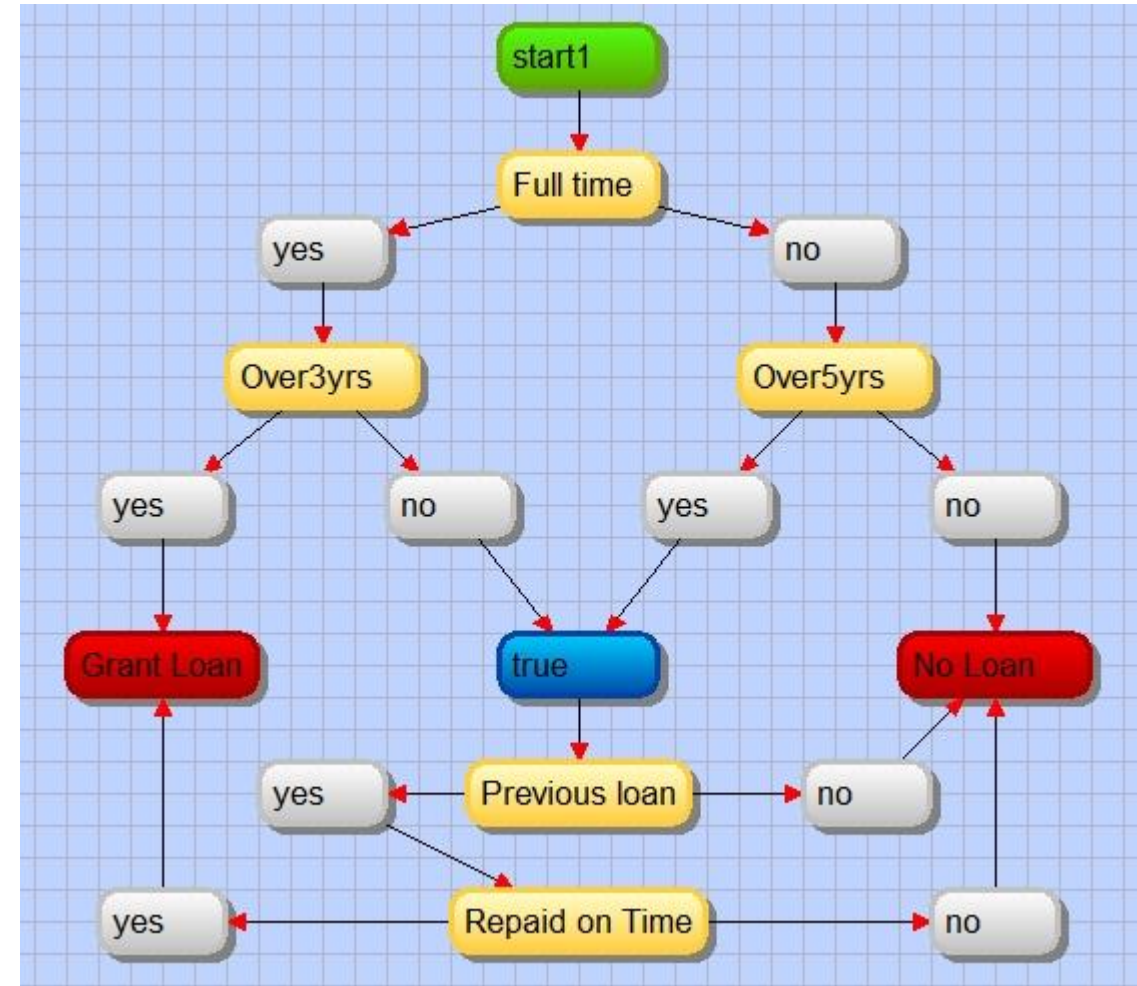 start1
Full time
yes
no
Over3yrs
Over5yrs
yes
no
yes
no
Grant Loan
true
No Loan
yes
Previous loan
no
yes
Repaid on Time
no